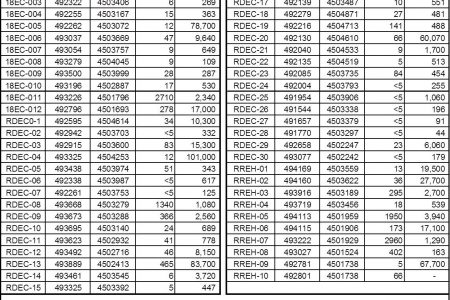 18EC-003 492322 4503406 6 269
18EC-004 492255 4503167 15 363
18EC-005 492262 4503072 12 78,700
18EC-006 493037 4503669 47 9,640
18EC-007 493054 4503757 9 649
18EC-008 493279 4504045 9 109
18EC-009 493500 4503999 28 287
18EC-010 493196 4502887 17 530
18EC-011 493226 4501796 2710 2,340
18EC-012 492796 4501693 278 17,000
RDEC0-1 492595 4504614 34 10,300
RDEC-02 492942 4503703 <5 332
RDEC-03 492915 4503600 83 15,300
RDEC-04 493325 4504253 12 101,000
RDEC-05 493438 4503974 51 343
RDEC-06 492338 4503987 <5 617
RDEC-07 492261 4503753 <5 125
RDEC-08 493668 4503279 1340 1,080
RDEC-09 493673 4503288 366 2,560
RDEC-10 493695 4503140 24 689
RDEC-11 493623 4502932 41 778
RDEC-12 493492 4502716 46 8,150
RDEC-13 493889 4502413 465 83,700
RDEC-14 493461 4503545 6 3,720
RDEC-15 493325 4503392 5 447
RDEC-17 492139 4503487 10 551
RDEC-18 492279 4504871 27 481
RDEC-19 492216 4504713 141 488
RDEC-20 492130 4504610 66 60,070
RDEC-21 492040 4504533 9 1,700
RDEC-22 492135 4504519 5 513
RDEC-23 492085 4503735 84 454
RDEC-24 492004 4503793 <5 255
RDEC-25 491954 4503906 <5 1,060
RDEC-26 491544 4503338 <5 196
RDEC-27 491657 4503379 <5 91
RDEC-28 491770 4503297 <5 44
RDEC-29 492658 4502247 23 6,060
RDEC-30 493077 4502242 <5 179
RREH-01 494169 4503559 13 19,500
RREH-02 494160 4503622 36 27,700
RREH-03 494916 4503189 295 2,700
RREH-04 493719 4503456 18 539
RREH-05 494113 4501959 1950 3,940
RREH-06 494115 4501906 173 17,100
RREH-07 493222 4501929 2960 1,290
RREH-08 493027 4501524 402 163
RREH-09 492781 4501738 5 67,700
RREH-10 492801 4501738 66 -